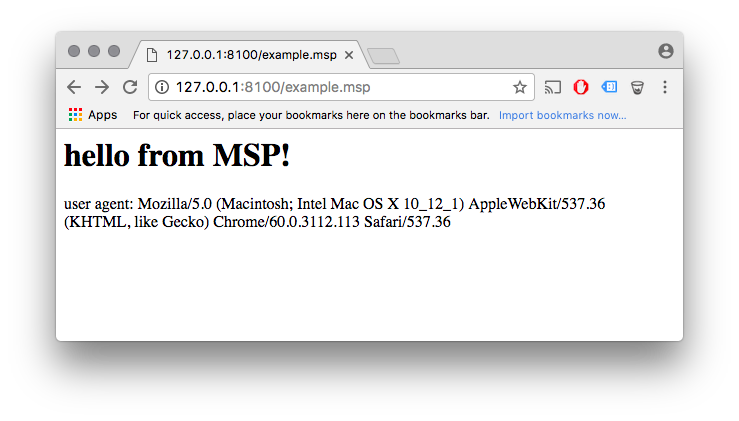 127.0.0.1:8100/example.msp
127.0.0.1:8100/example.msp
Apps For quick access, place your bookmarks here on the bookmarks bar. Import bookmarks now...
hello from MSP!
user agent: Mozilla/5.0 (Macintosh; Intel Mac OS X 10_12_1) AppleWebKit/537.36
(KHTML, like Gecko) Chrome/60.0.3112.113 Safari/537.36